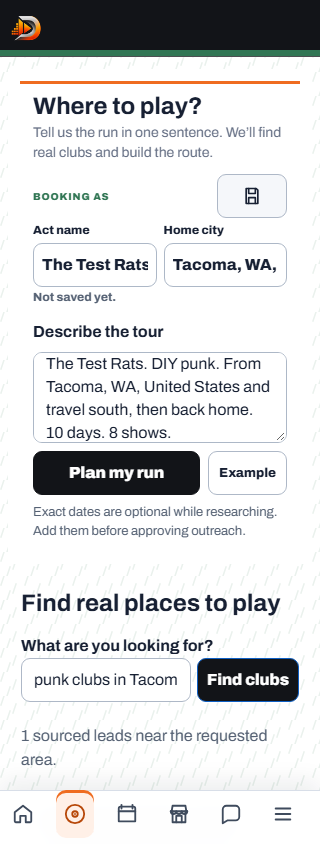 Where to play?
Tell us the run in one sentence. We'll find
real clubs and build the route.
BOOKING AS
Act name
Home city
The Test Rats
Tacoma, WA,
Not saved yet.
Describe the tour
The Test Rats. DIY punk. From
Tacoma, WA, United States and
travel south, then back home.
10 days. 8 shows.
Plan my run
Example
Exact dates are optional while researching.
Add them before approving outreach.
Find real places to play
What are you looking for?
punk clubs in Tacom
Find clubs
1 sourced leads near the requested
area.